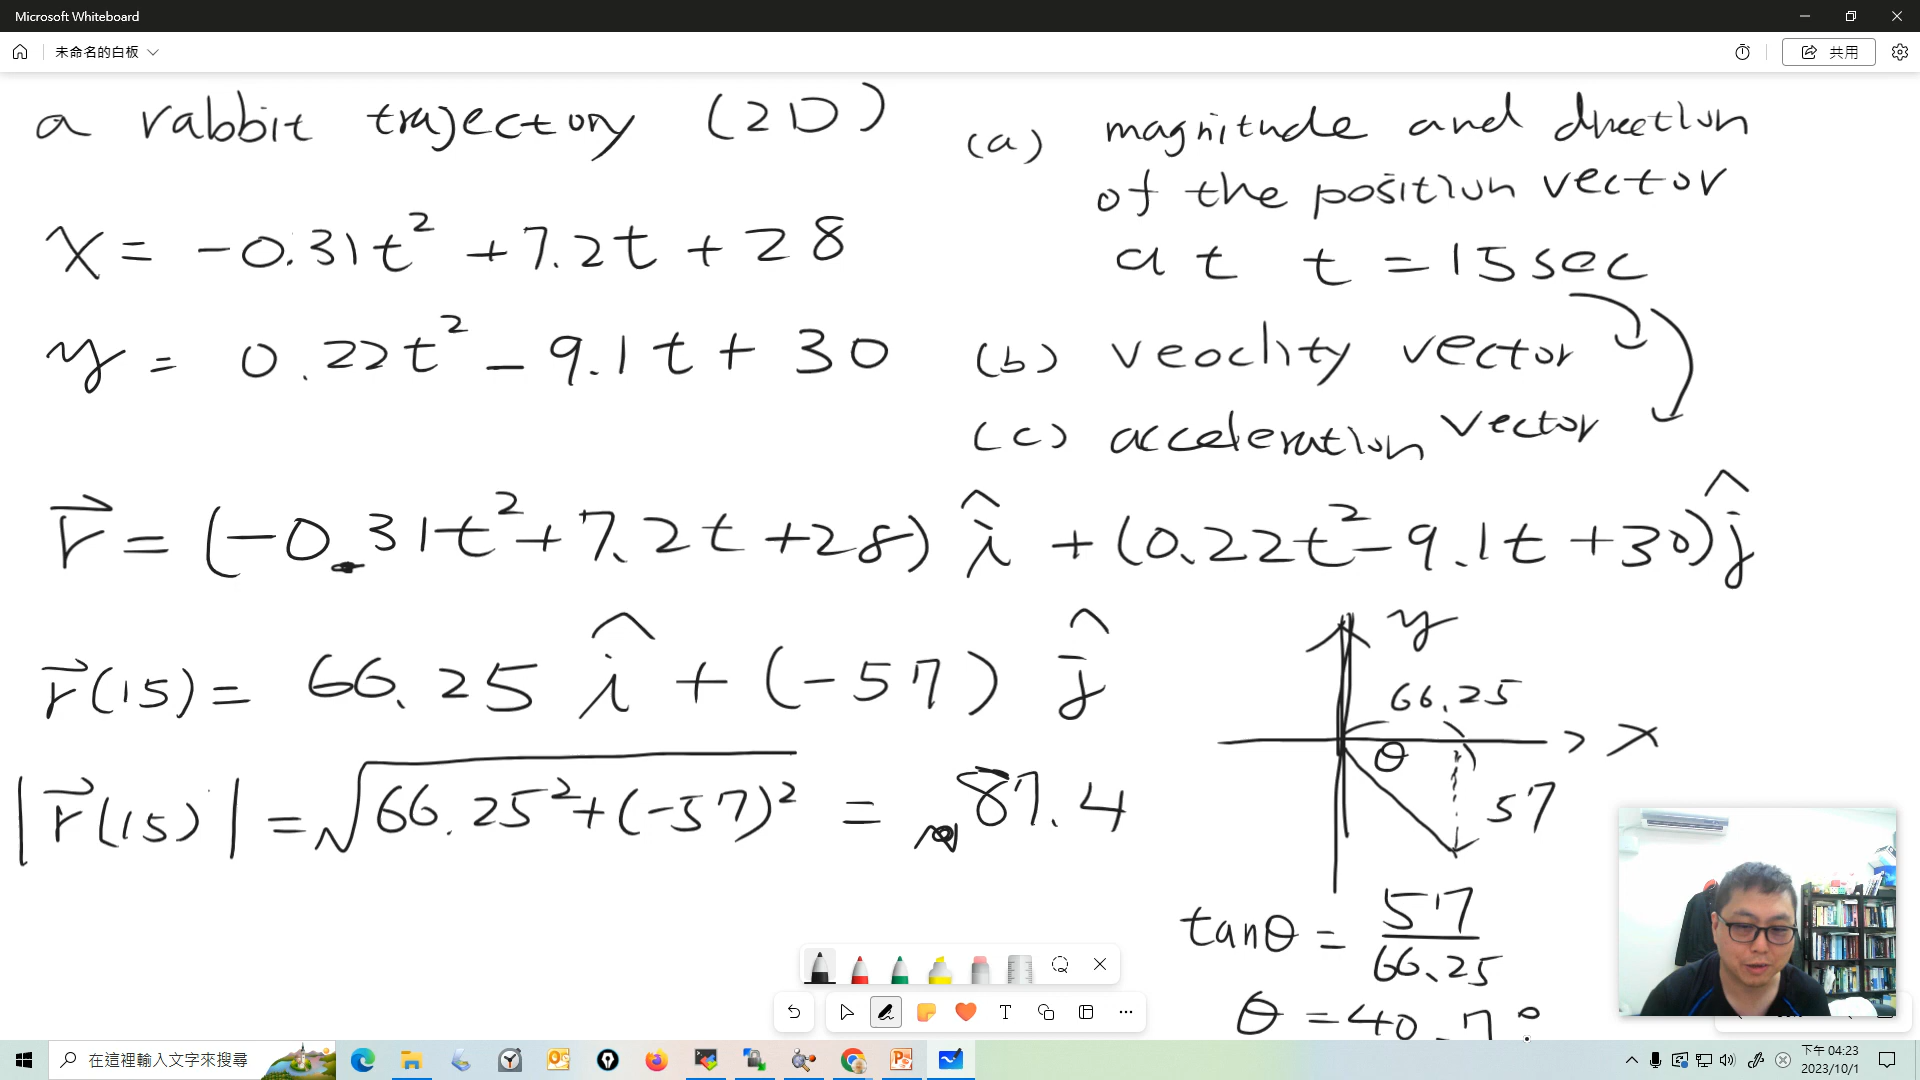 Microsoft Whiteboard
未命名的白板
共用
a rabbit trajectory (2D)
x = -0.31t² + 7.2t + 28
y = 0.22t² - 9.1t + 30
(a) magnitude and direction
of the position vector
at t = 15 sec
(b) veoclity vector
(c) acceleration vector
r⃗ = (-0.31t² + 7.2t + 28) î + (0.22t² - 9.1t + 30) ĵ
r⃗(15) = 66.25 î + (-57) ĵ
|r⃗(15)| = √66.25² + (-57)² = 87.4
y
66.25
x
θ
57
tanθ = 57/66.25
θ = 40.7°
在這裡輸入文字來搜尋
下午 04:23
2023/10/1